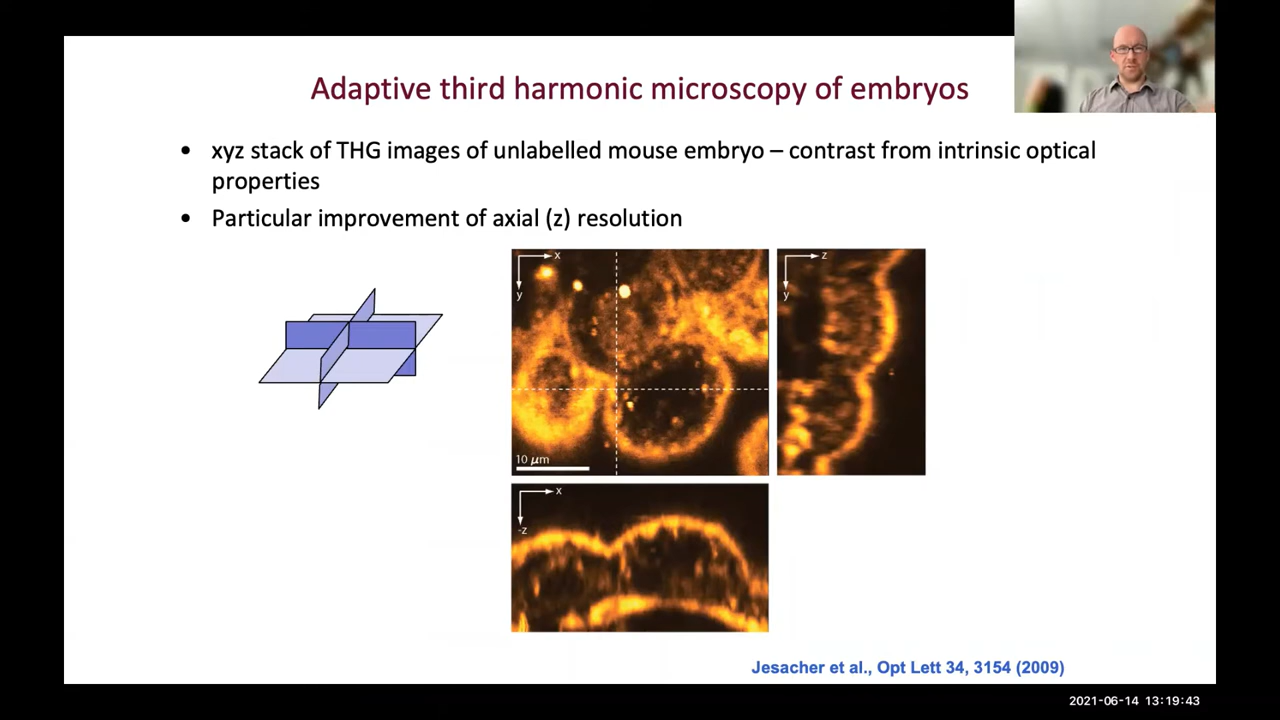 Adaptive third harmonic microscopy of embryos
• xyz stack of THG images of unlabelled mouse embryo – contrast from intrinsic optical
properties
• Particular improvement of axial (z) resolution
x
y
10 μm
z
y
x
-z
Jesacher et al., Opt Lett 34, 3154 (2009)
2021-06-14 13:19:43